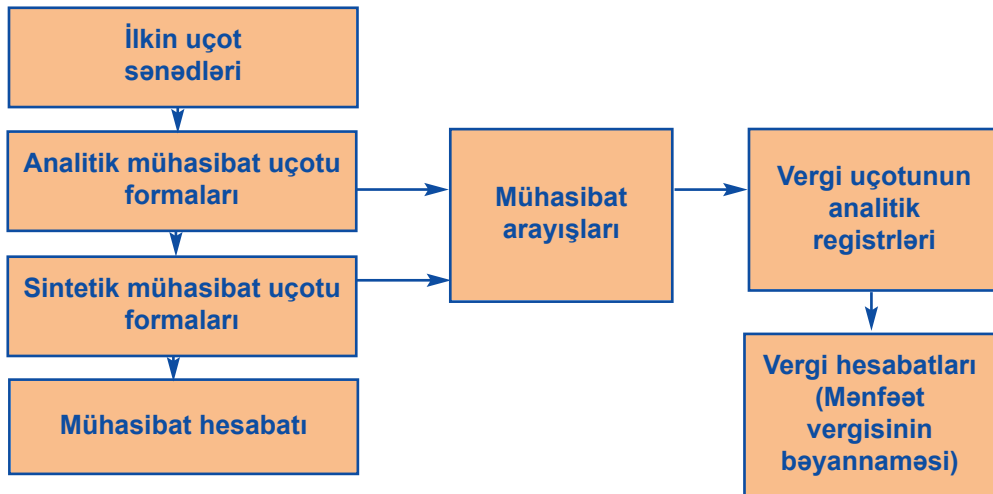 İlkin uçot
sənədləri
Analitik mühasibat uçotu
formaları
Sintetik mühasibat uçotu
formaları
Mühasibat hesabatı
Mühasibat
arayışları
Vergi uçotunun
analitik
registrləri
Vergi hesabatları
(Mənfəət
vergisinin
bəyannaməsi)